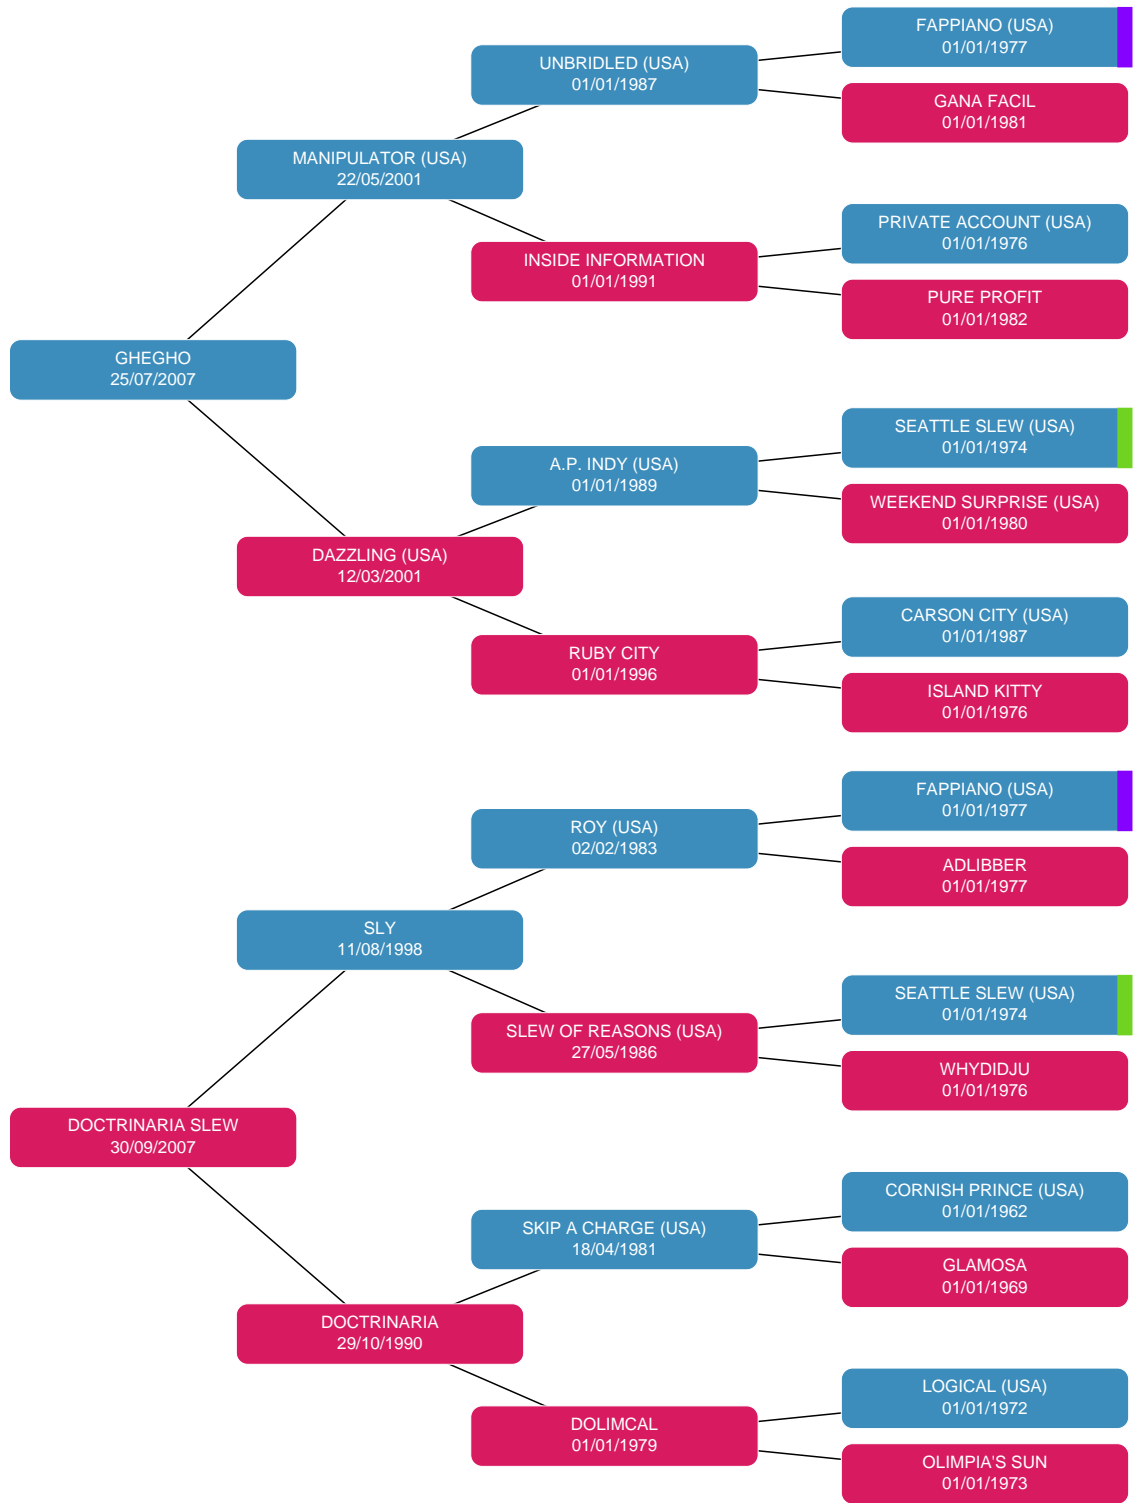 FAPPIANO (USA)
01/01/1977
UNBRIDLED (USA)
01/01/1987
GANA FACIL
01/01/1981
MANIPULATOR (USA)
22/05/2001
PRIVATE ACCOUNT (USA)
01/01/1976
INSIDE INFORMATION
01/01/1991
PURE PROFIT
01/01/1982
GHEGHO
25/07/2007
SEATTLE SLEW (USA)
01/01/1974
A.P. INDY (USA)
01/01/1989
WEEKEND SURPRISE (USA)
01/01/1980
DAZZLING (USA)
12/03/2001
CARSON CITY (USA)
01/01/1987
RUBY CITY
01/01/1996
ISLAND KITTY
01/01/1976
FAPPIANO (USA)
01/01/1977
ROY (USA)
02/02/1983
ADLIBBER
01/01/1977
SLY
11/08/1998
SEATTLE SLEW (USA)
01/01/1974
SLEW OF REASONS (USA)
27/05/1986
WHYDIDJU
01/01/1976
DOCTRINARIA SLEW
30/09/2007
CORNISH PRINCE (USA)
01/01/1962
SKIP A CHARGE (USA)
18/04/1981
GLAMOSA
01/01/1969
DOCTRINARIA
29/10/1990
LOGICAL (USA)
01/01/1972
DOLIMCAL
01/01/1979
OLIMPIA'S SUN
01/01/1973